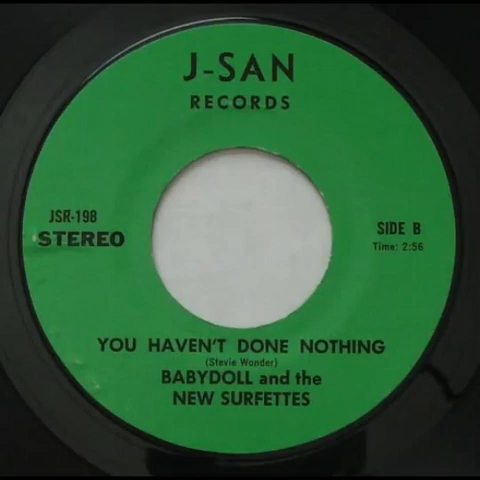 J-SAN
RECORDS
JSR-198
STEREO
SIDE B
Time: 2:56
YOU HAVEN'T DONE NOTHING
(Stevie Wonder)
BABYDOLL and the
NEW SURFETTES